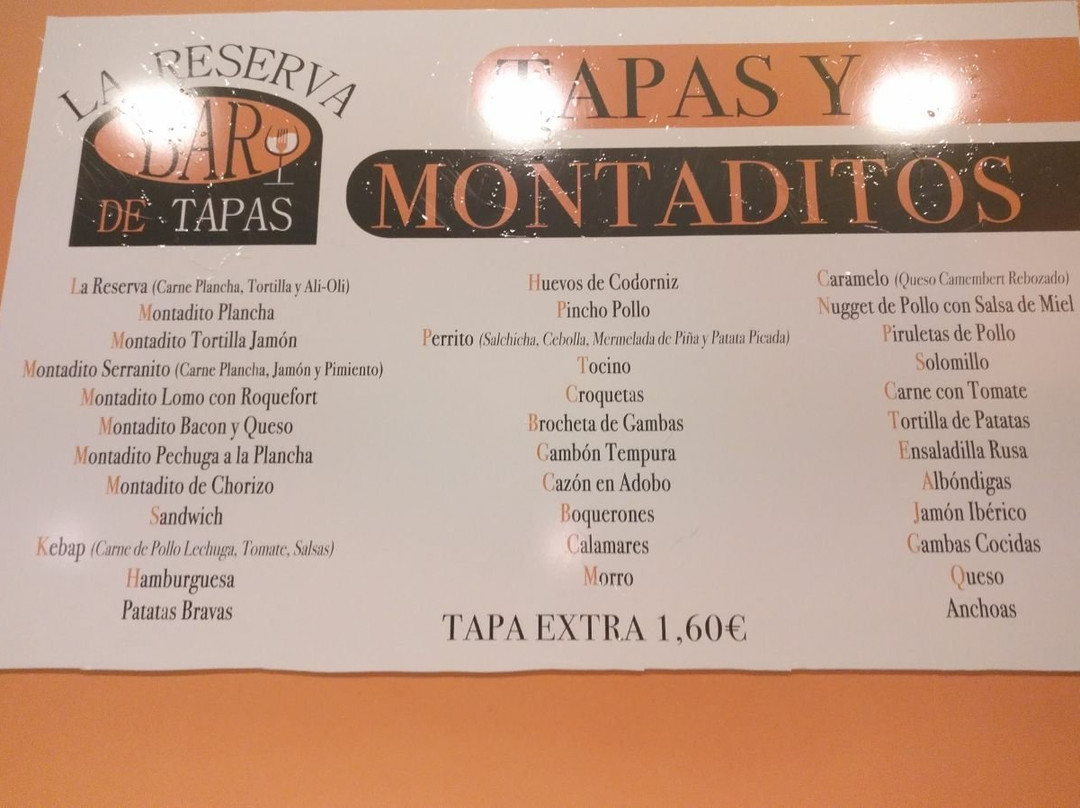 LA RESERVA
BAR
DE TAPAS
TAPAS Y
MONTADITOS
La Reserva (Carne Plancha, Tortilla y Ali-Oli)
Montadito Plancha
Montadito Tortilla Jamón
Montadito Serranito (Carne Plancha, Jamón y Pimiento)
Montadito Lomo con Roquefort
Montadito Bacon y Queso
Montadito Pechuga a la Plancha
Montadito de Chorizo
Sandwich
Kebap (Carne de Pollo Lechuga, Tomate, Salsas)
Hamburguesa
Patatas Bravas
Huevos de Codorniz
Pincho Pollo
Perrito (Salchicha, Cebolla, Mermelada de Piña y Patata Picada)
Tocino
Croquetas
Brocheta de Gambas
Gambón Tempura
Cazón en Adobo
Boquerones
Calamares
Morro
TAPA EXTRA 1,60€
Caramelo (Queso Camembert Rebozado)
Nugget de Pollo con Salsa de Miel
Piruletas de Pollo
Solomillo
Carne con Tomate
Tortilla de Patatas
Ensaladilla Rusa
Albóndigas
Jamón Ibérico
Gambas Cocidas
Queso
Anchoas